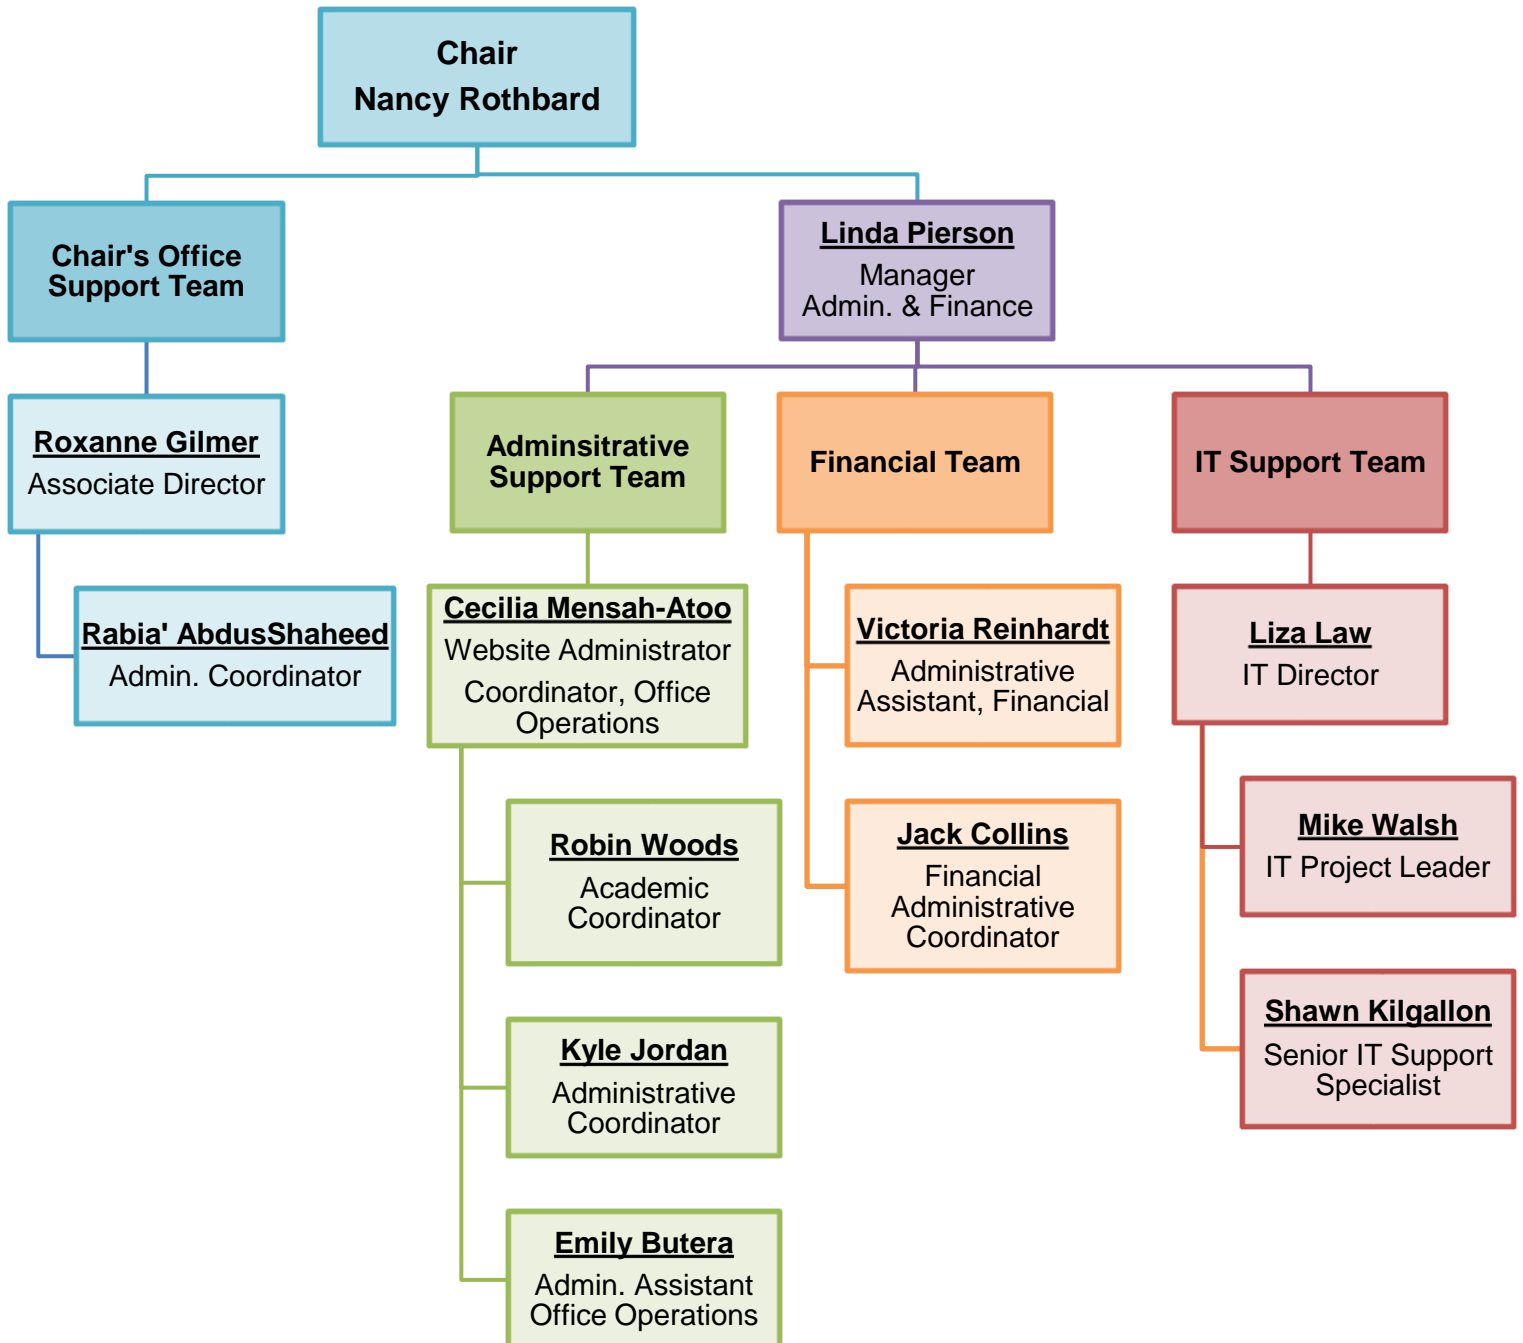 Chair
Nancy Rothbard
Chair's Office
Support Team
Linda Pierson
Manager
Admin. & Finance
Roxanne Gilmer
Associate Director
Rabia' AbdusShaheed
Admin. Coordinator
Adminsitrative
Support Team
Cecilia Mensah-Atoo
Website Administrator
Coordinator, Office
Operations
Robin Woods
Academic
Coordinator
Kyle Jordan
Administrative
Coordinator
Emily Butera
Admin. Assistant
Office Operations
Financial Team
Victoria Reinhardt
Administrative
Assistant, Financial
Jack Collins
Financial
Administrative
Coordinator
IT Support Team
Liza Law
IT Director
Mike Walsh
IT Project Leader
Shawn Kilgallon
Senior IT Support
Specialist